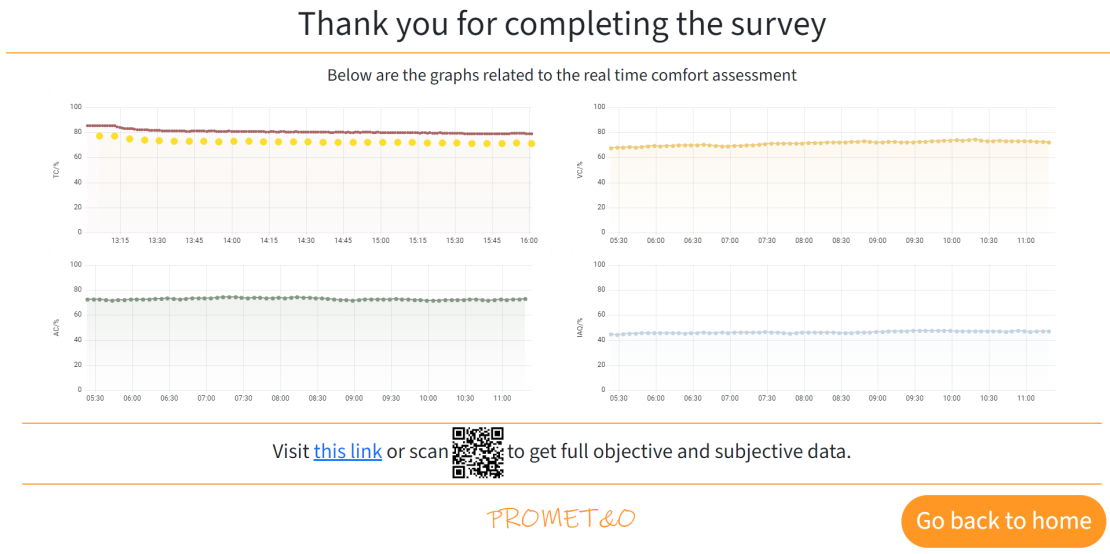 Thank you for completing the survey
Below are the graphs related to the real time comfort assessment
100
80
60
40
20
0
TC/%
13:15 13:30 13:45 14:00 14:15 14:30 14:45 15:00 15:15 15:30 15:45 16:00
100
80
60
40
20
0
VC/%
05:30 06:00 06:30 07:00 07:30 08:00 08:30 09:00 09:30 10:00 10:30 11:00
100
80
60
40
20
0
AC/%
05:30 06:00 06:30 07:00 07:30 08:00 08:30 09:00 09:30 10:00 10:30 11:00
100
80
60
40
20
0
IAQ/%
05:30 06:00 06:30 07:00 07:30 08:00 08:30 09:00 09:30 10:00 10:30 11:00
Visit this link or scan to get full objective and subjective data.
PROMET&O
Go back to home